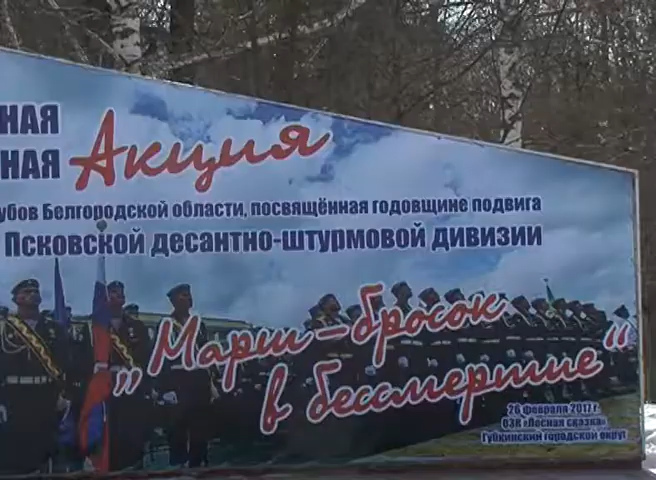 НАЯ
НАЯ Акция
убов Белгородской области, посвящённая годовщине подвига
Псковской десантно-штурмовой дивизии
„Марш-бросок
в бессмертие“
26 февраля 2017 г.
ОЗК «Лесная сказка»
Губкинский городской округ